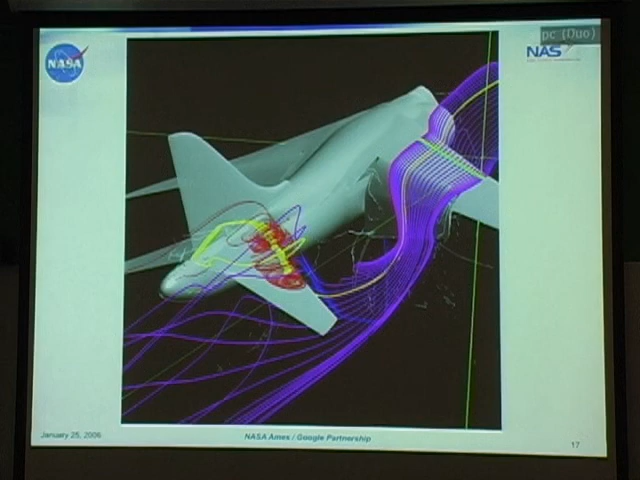 pc (Duo)
NASA
NAS
January 25, 2006
NASA Ames / Google Partnership
17